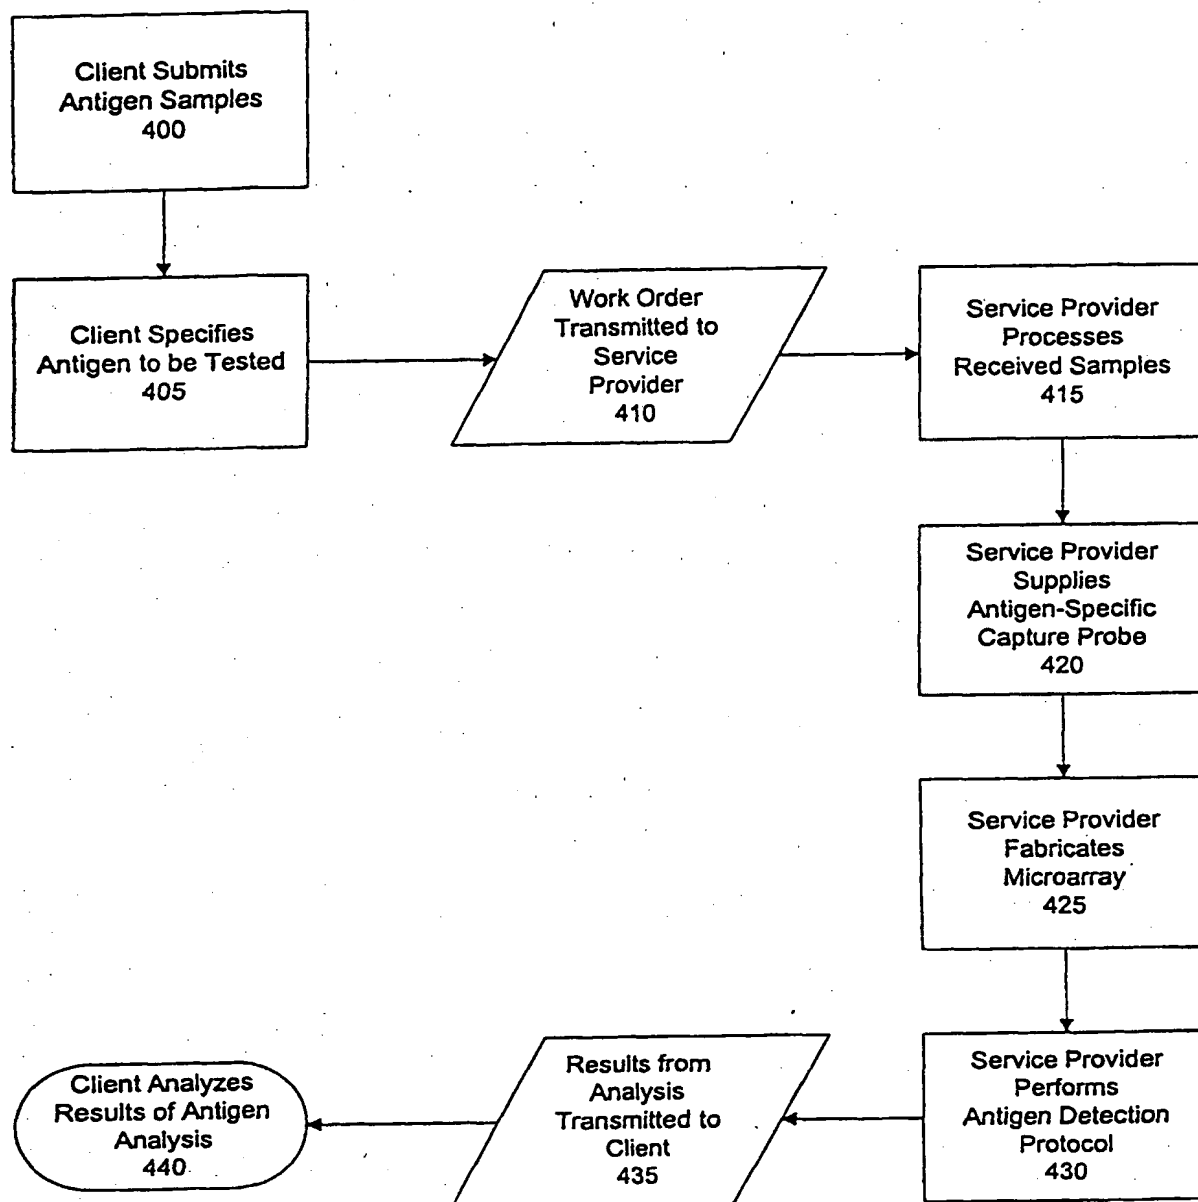 Client Submits
Antigen Samples
400
Client Specifies
Antigen to be Tested
405
Work Order
Transmitted to
Service
Provider
410
Service Provider
Processes
Received Samples
415
Service Provider
Supplies
Antigen-Specific
Capture Probe
420
Service Provider
Fabricates
Microarray
425
Service Provider
Performs
Antigen Detection
Protocol
430
Results from
Analysis
Transmitted to
Client
435
Client Analyzes
Results of Antigen
Analysis
440